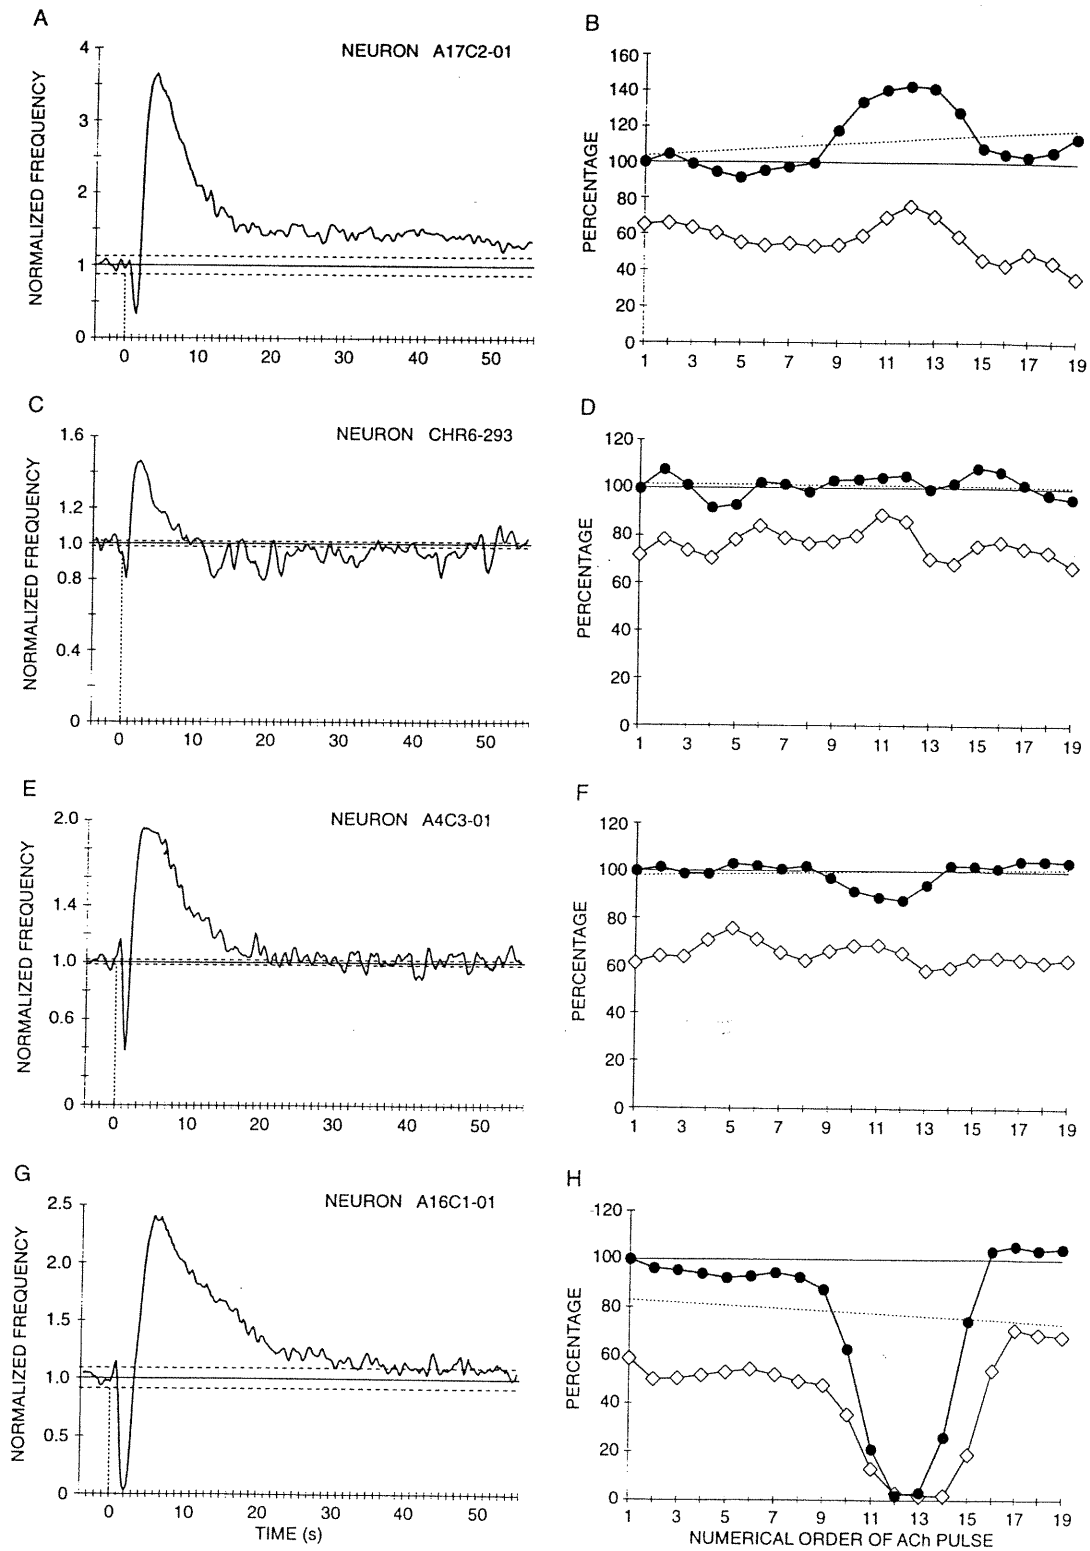 A
NEURON A17C2-01
NORMALIZED FREQUENCY
4
3
2
1
0
0 10 20 30 40 50
B
PERCENTAGE
160
140
120
100
80
60
40
20
0
1 3 5 7 9 11 13 15 17 19
C
NEURON CHR6-293
NORMALIZED FREQUENCY
1.6
1.2
1.0
0.8
0.4
0
0 10 20 30 40 50
D
PERCENTAGE
120
100
80
60
40
20
0
1 3 5 7 9 11 13 15 17 19
E
NEURON A4C3-01
NORMALIZED FREQUENCY
2.0
1.4
1.0
0.6
0
0 10 20 30 40 50
F
PERCENTAGE
120
100
80
60
40
20
0
1 3 5 7 9 11 13 15 17 19
G
NEURON A16C1-01
NORMALIZED FREQUENCY
2.5
2.0
1.5
1.0
0.5
0
0 10 20 30 40 50
TIME (s)
H
PERCENTAGE
120
100
80
60
40
20
0
1 3 5 7 9 11 13 15 17 19
NUMERICAL ORDER OF ACh PULSE